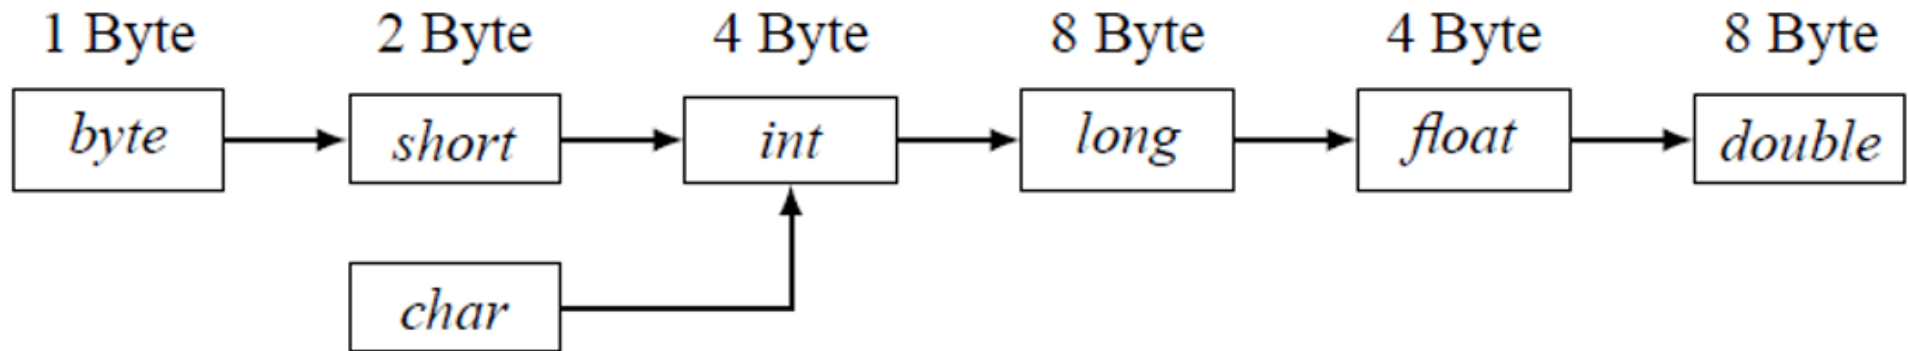 1 Byte 2 Byte 4 Byte 8 Byte 4 Byte 8 Byte
byte short int long float double
char